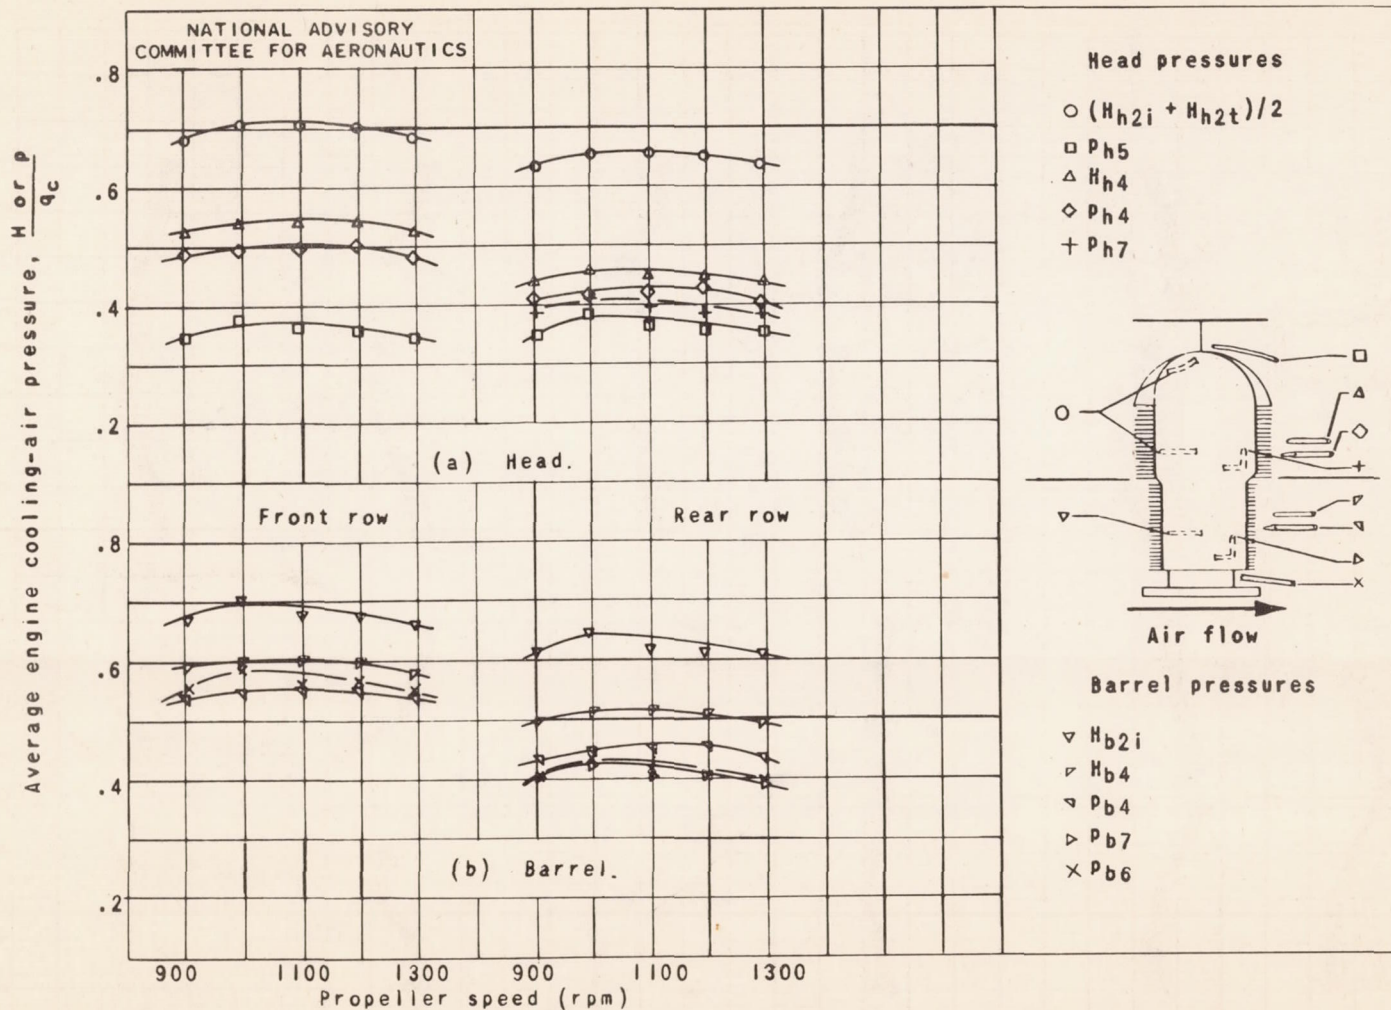 NATIONAL ADVISORY
COMMITTEE FOR AERONAUTICS
Average engine cooling-air pressure, H or p / qc
.8
.6
.4
.2
(a) Head.
Front row
Rear row
.8
.6
.4
.2
(b) Barrel.
900 1100 1300 900 1100 1300
Propeller speed (rpm)
Head pressures
○ (Hh2i + Hh2t)/2
□ ph5
△ Hh4
◇ ph4
+ ph7
Air flow
Barrel pressures
Hb2i
Hb4
pb4
pb7
× pb6